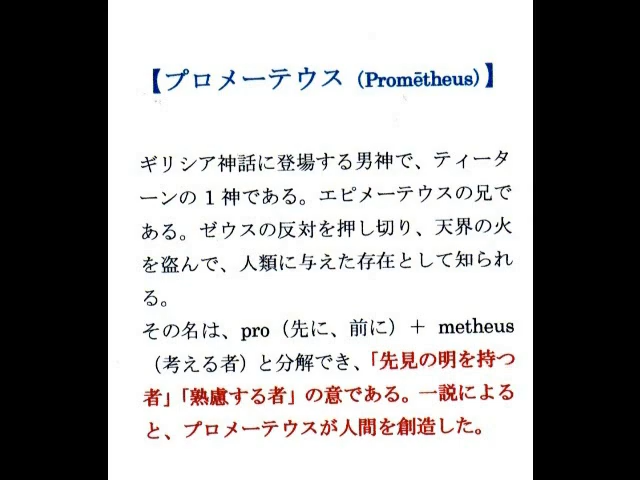 【プロメーテウス（Promētheus）】
ギリシア神話に登場する男神で、ティータ
ーンの 1 神である。エピメーテウスの兄で
ある。ゼウスの反対を押し切り、天界の火
を盗んで、人類に与えた存在として知られ
る。
その名は、pro（先に、前に）＋ metheus
（考える者）と分解でき、「先見の明を持つ
者」「熟慮する者」の意である。一説による
と、プロメーテウスが人間を創造した。